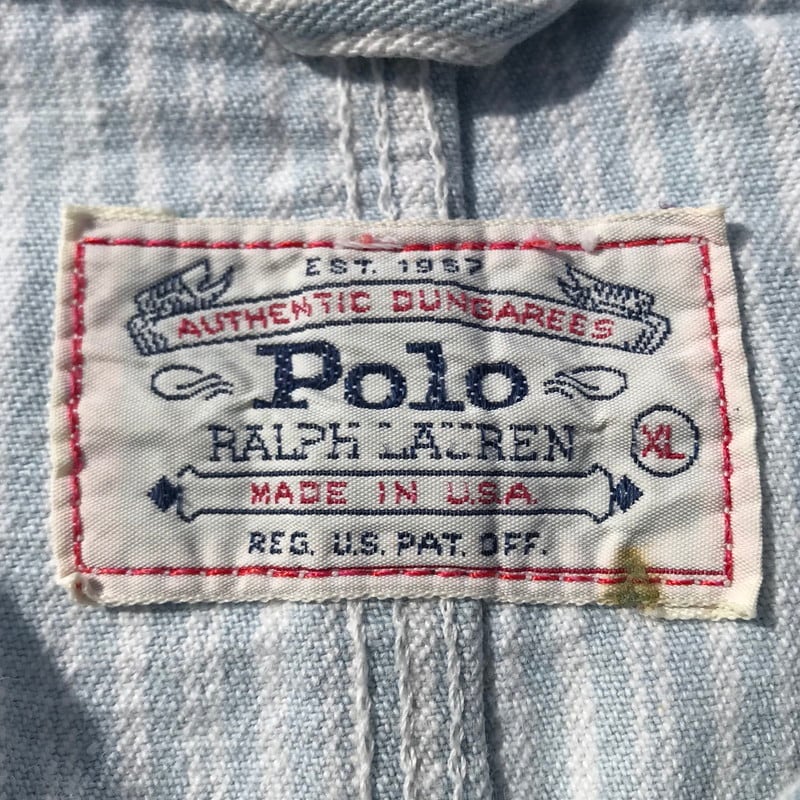 EST. 1967
AUTHENTIC DUNGAREES
Polo
RALPH LAUREN
XL
MADE IN U.S.A.
REG. U.S. PAT. OFF.